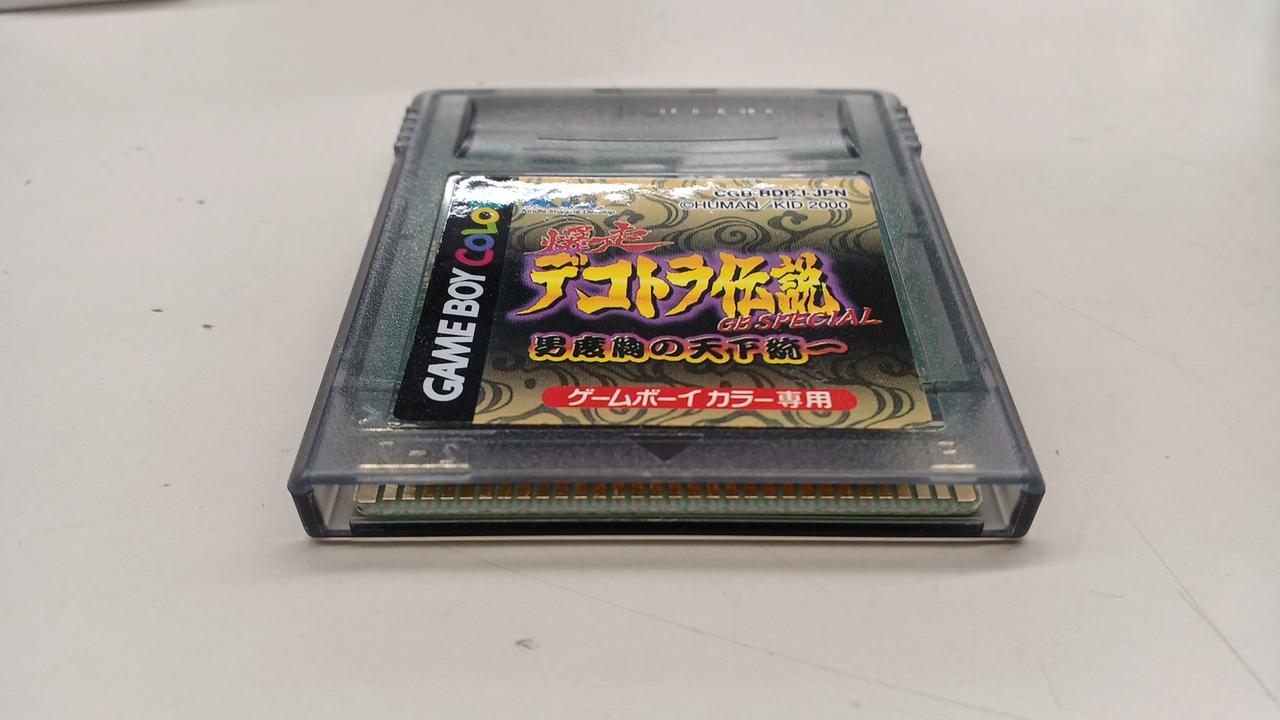 GAME BOY COLO
CGB-BDRJ-JPN
©HUMAN/KID 2000
爆走
デコトラ伝説
GB SPECIAL
男度胸の天下統一
ゲームボーイ カラー専用